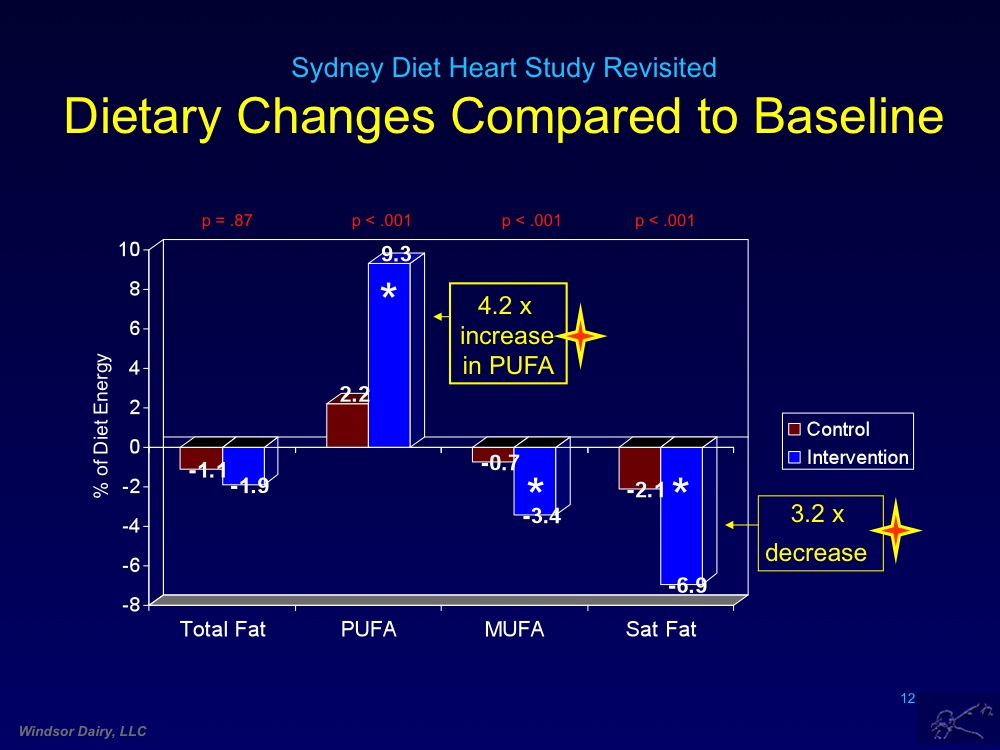 Sydney Diet Heart Study Revisited
Dietary Changes Compared to Baseline
p = .87
p < .001
p < .001
p < .001
% of Diet Energy
10
8
6
4
2
0
-2
-4
-6
-8
-1.1
-1.9
2.2
9.3
*
-0.7
*
-3.4
-2.1
*
-6.9
4.2 x
increase
in PUFA
Control
Intervention
3.2 x
decrease
Total Fat
PUFA
MUFA
Sat Fat
12
Windsor Dairy, LLC